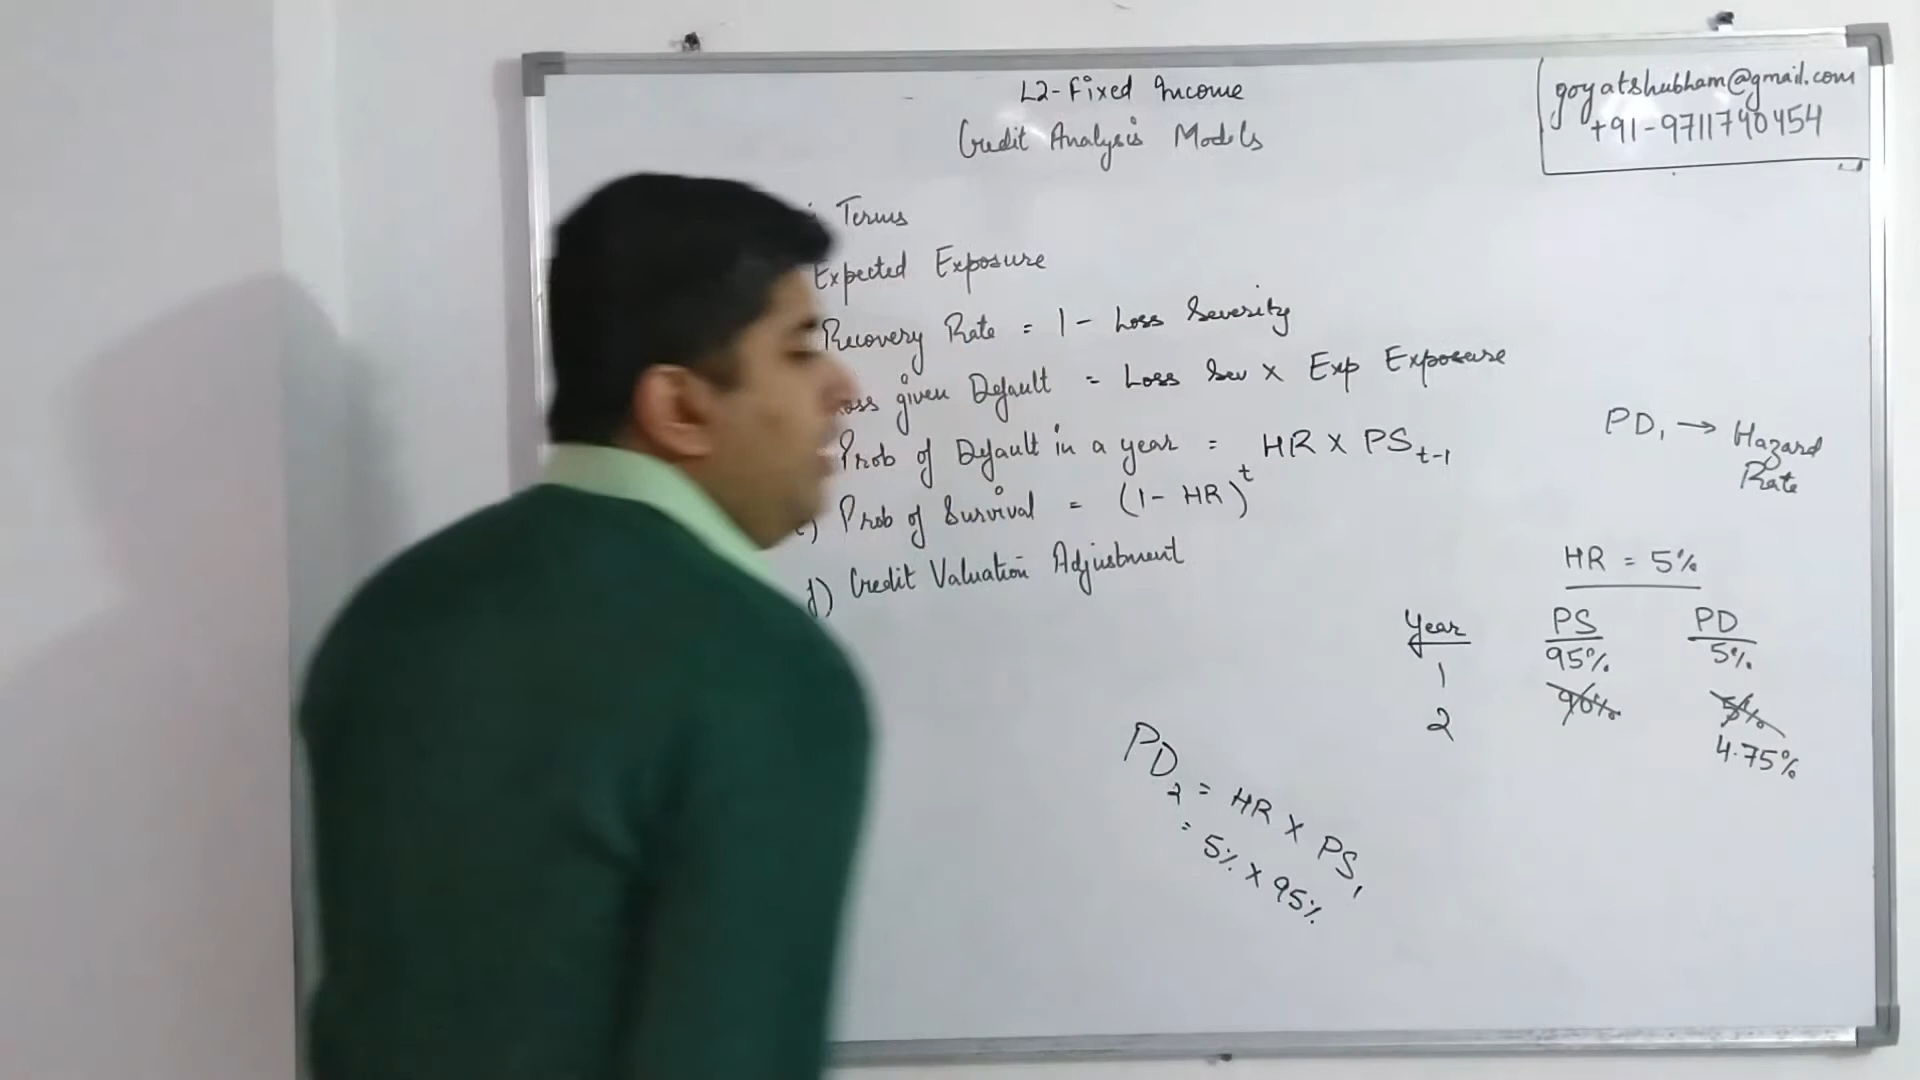 L2-Fixed Income
Credit Analysis Models
goyatshubham@gmail.com
+91-9711740454
Terms
Expected Exposure
Recovery Rate = 1 - Loss Severity
given Default = Loss Sev X Exp Exposure
Prob of Default in a year = HR X PS t-1
Prob of Survival = (1 - HR)^t
d) Credit Valuation Adjustment
PD1 → Hazard
Rate
HR = 5%
Year PS PD
1 95% 5%
2 90% 5%
4.75%
PD2 = HR X PS1
= 5% X 95%